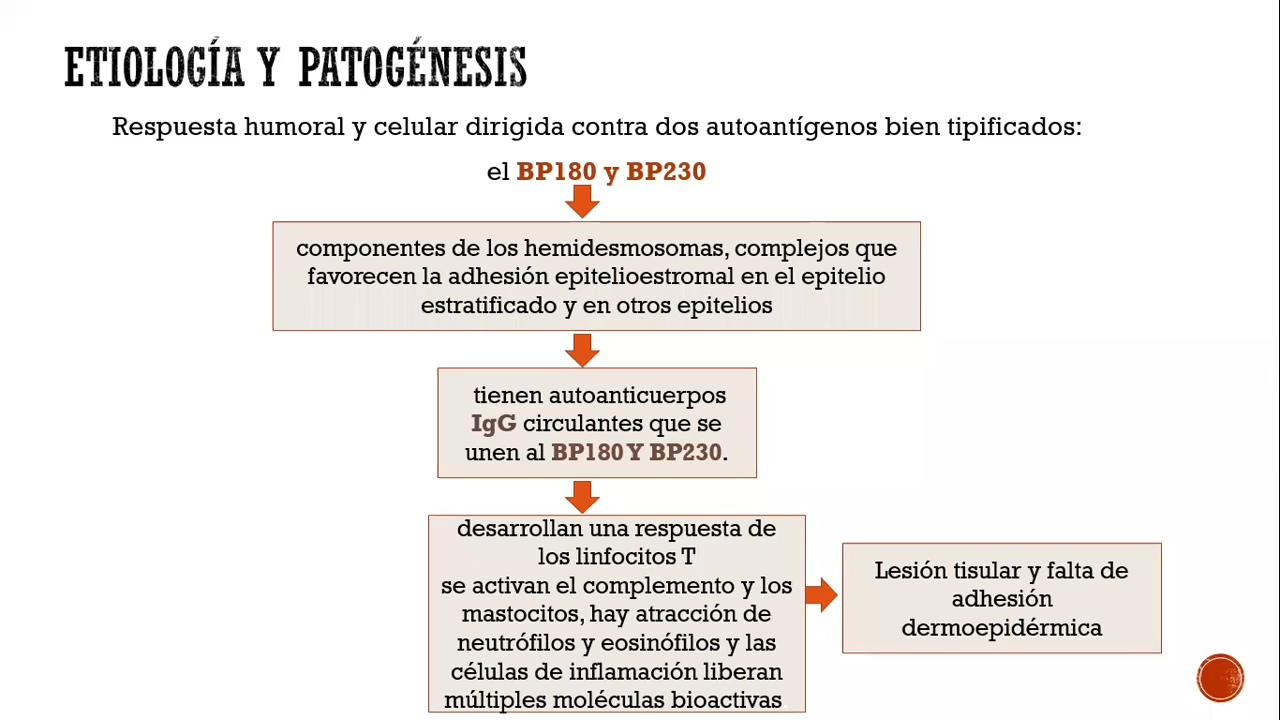 ETIOLOGÍA Y PATOGÉNESIS
Respuesta humoral y celular dirigida contra dos autoantígenos bien tipificados:
el BP180 y BP230
componentes de los hemidesmosomas, complejos que
favorecen la adhesión epitelioestromal en el epitelio
estratificado y en otros epitelios
tienen autoanticuerpos
IgG circulantes que se
unen al BP180 Y BP230.
desarrollan una respuesta de
los linfocitos T
se activan el complemento y los
mastocitos, hay atracción de
neutrófilos y eosinófilos y las
células de inflamación liberan
múltiples moléculas bioactivas.
Lesión tisular y falta de
adhesión
dermoepidérmica